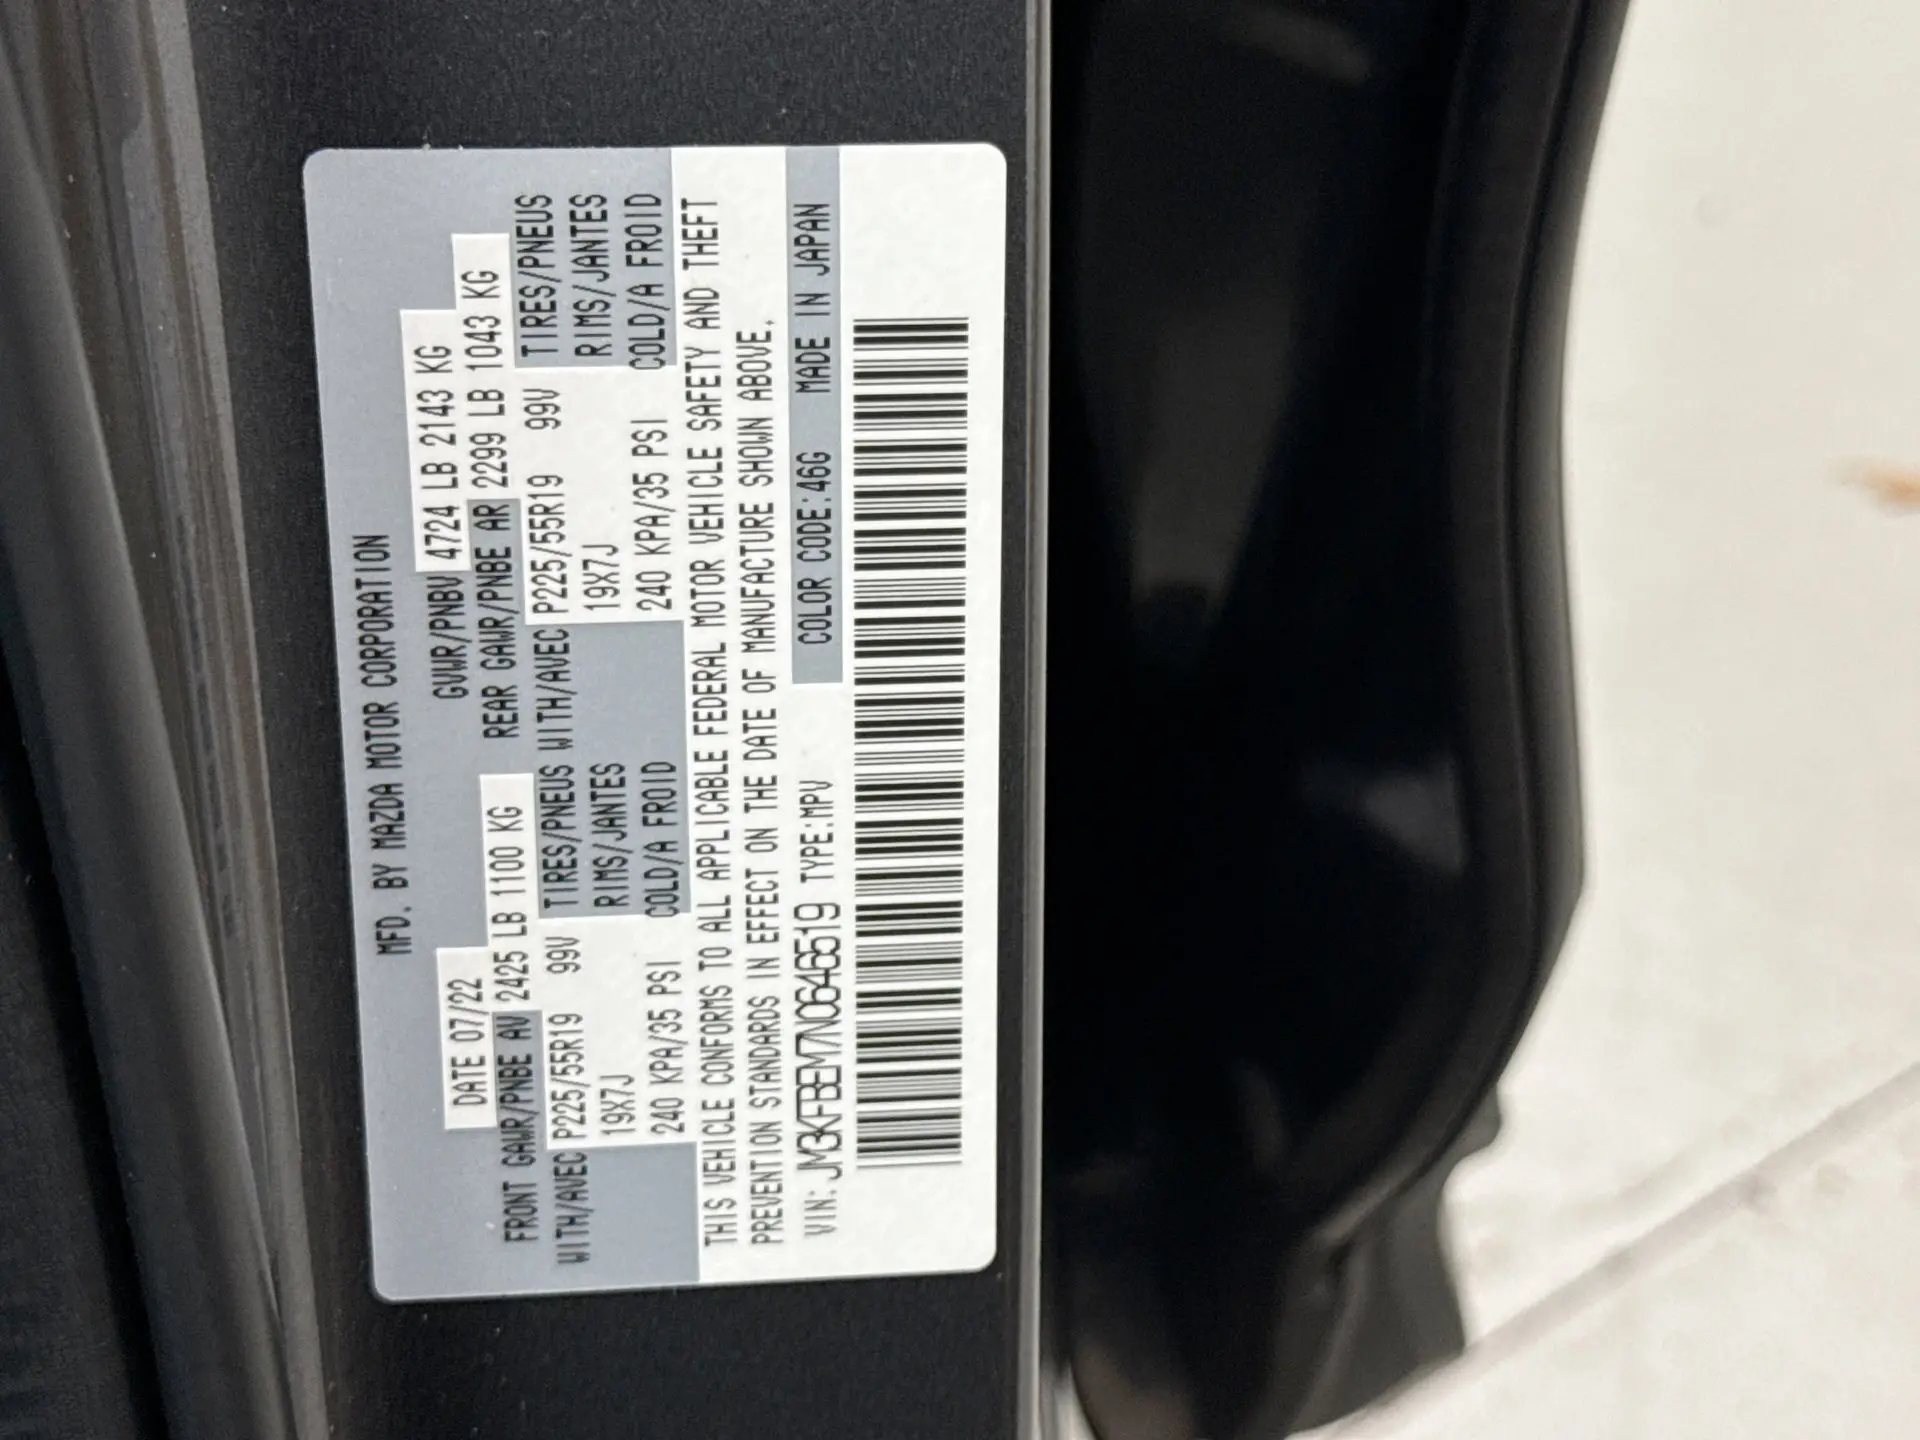 MFD. BY MAZDA MOTOR CORPORATION
DATE 07/22 GVWR/PNBV 4724 LB 2143 KG
FRONT GAWR/PNBE AV 2425 LB 1100 KG REAR GAWR/PNBE AR 2299 LB 1043 KG
WITH/AVEC P225/55R19 99V TIRES/PNEUS WITH/AVEC P225/55R19 99V TIRES/PNEUS
19X7J RIMS/JANTES 19X7J RIMS/JANTES
240 KPA/35 PSI COLD/A FROID 240 KPA/35 PSI COLD/A FROID
THIS VEHICLE CONFORMS TO ALL APPLICABLE FEDERAL MOTOR VEHICLE SAFETY AND THEFT
PREVENTION STANDARDS IN EFFECT ON THE DATE OF MANUFACTURE SHOWN ABOVE.
VIN: JM3KFBEM7N0646519 TYPE:MPV COLOR CODE:46G MADE IN JAPAN